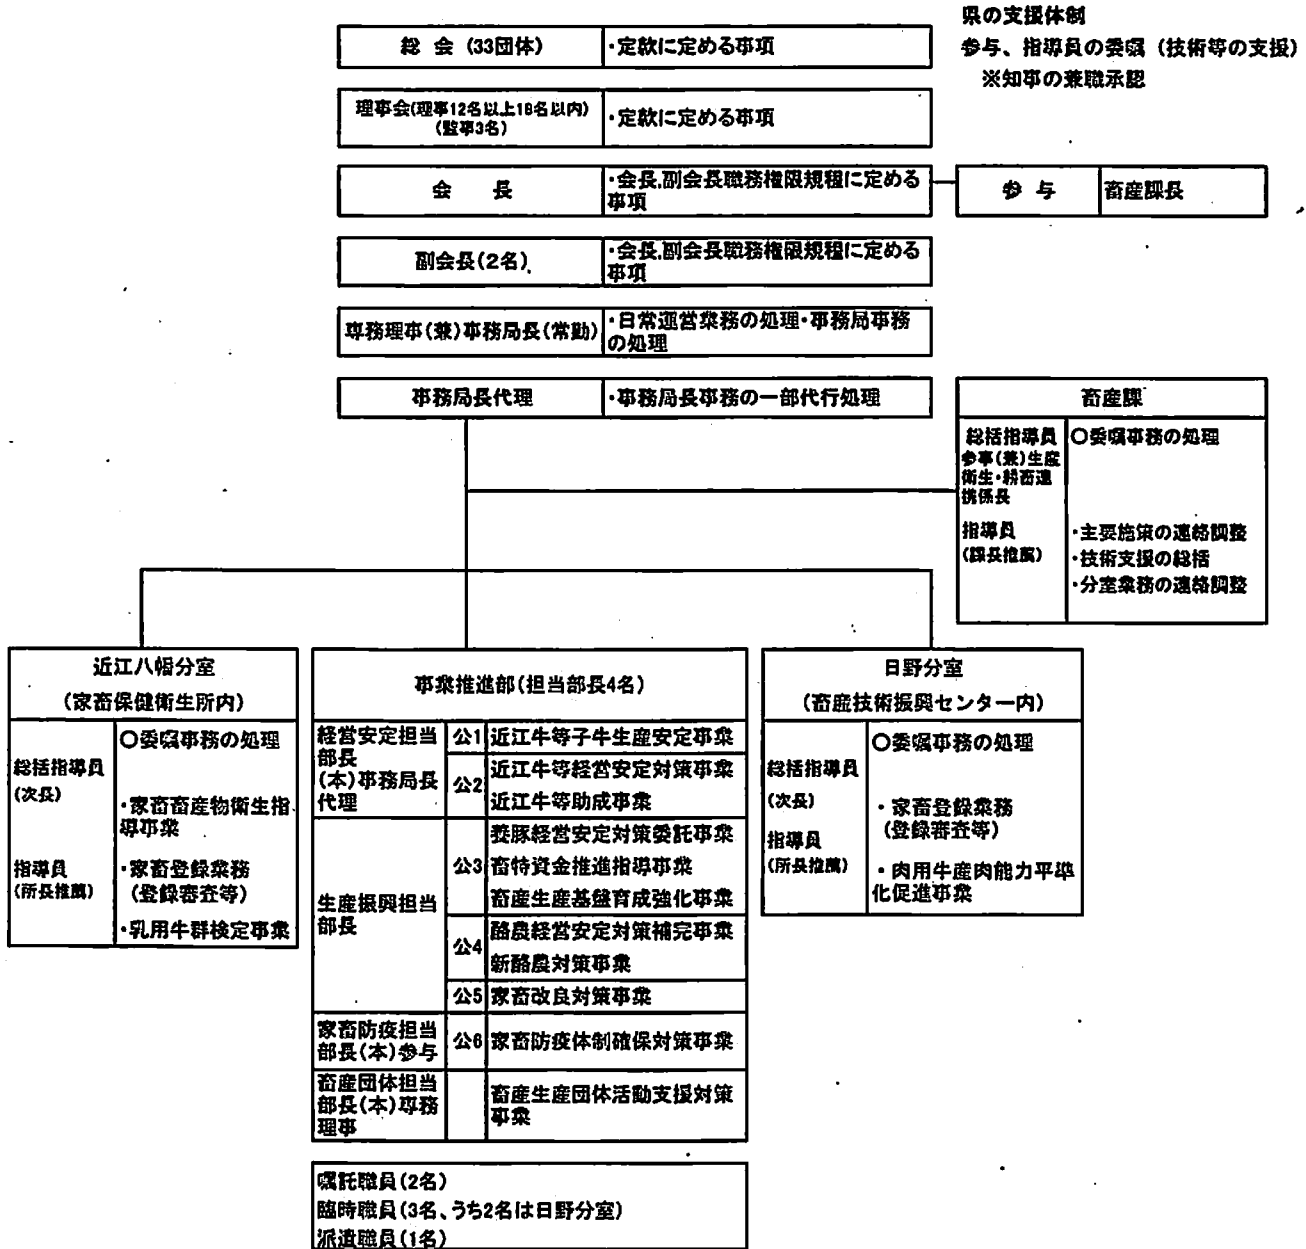 県の支援体制
参与、指導員の委嘱（技術等の支援）
※知事の兼職承認
総 会（33団体）
・定款に定める事項
理事会(理事12名以上18名以内)
(監事3名)
・定款に定める事項
会 長
・会長,副会長職務権限規程に定める
事項
参 与
畜産課長
副会長(2名)
・会長,副会長職務権限規程に定める
事項
専務理事(兼)事務局長(常勤)
・日常運営業務の処理・事務局事務
の処理
事務局長代理
・事務局長事務の一部代行処理
畜産課
総括指導員
参事(兼)生産
衛生・耕畜連
携係長
〇委嘱事務の処理
指導員
(課長推薦)
・主要施策の連絡調整
・技術支援の総括
・分室業務の連絡調整
近江八幡分室
(家畜保健衛生所内)
総括指導員
(次長)
指導員
(所長推薦)
〇委嘱事務の処理
・家畜畜産物衛生指
導事業
・家畜登録業務
(登録審査等)
・乳用牛群検定事業
事業推進部(担当部長4名)
経営安定担当
部長
(本)事務局長
代理
公1
近江牛等子牛生産安定事業
公2
近江牛等経営安定対策事業
近江牛等助成事業
生産振興担当
部長
公3
養豚経営安定対策委託事業
畜特資金推進指導事業
畜産生産基盤育成強化事業
公4
酪農経営安定対策補完事業
新酪農対策事業
公5
家畜改良対策事業
家畜防疫担当
部長(本)参与
公6
家畜防疫体制確保対策事業
畜産団体担当
部長(本)専務
理事
畜産生産団体活動支援対策
事業
日野分室
(畜産技術振興センター内)
総括指導員
(次長)
指導員
(所長推薦)
〇委嘱事務の処理
・家畜登録業務
(登録審査等)
・肉用牛産肉能力平準
化促進事業
嘱託職員(2名)
臨時職員(3名、うち2名は日野分室)
派遣職員(1名)